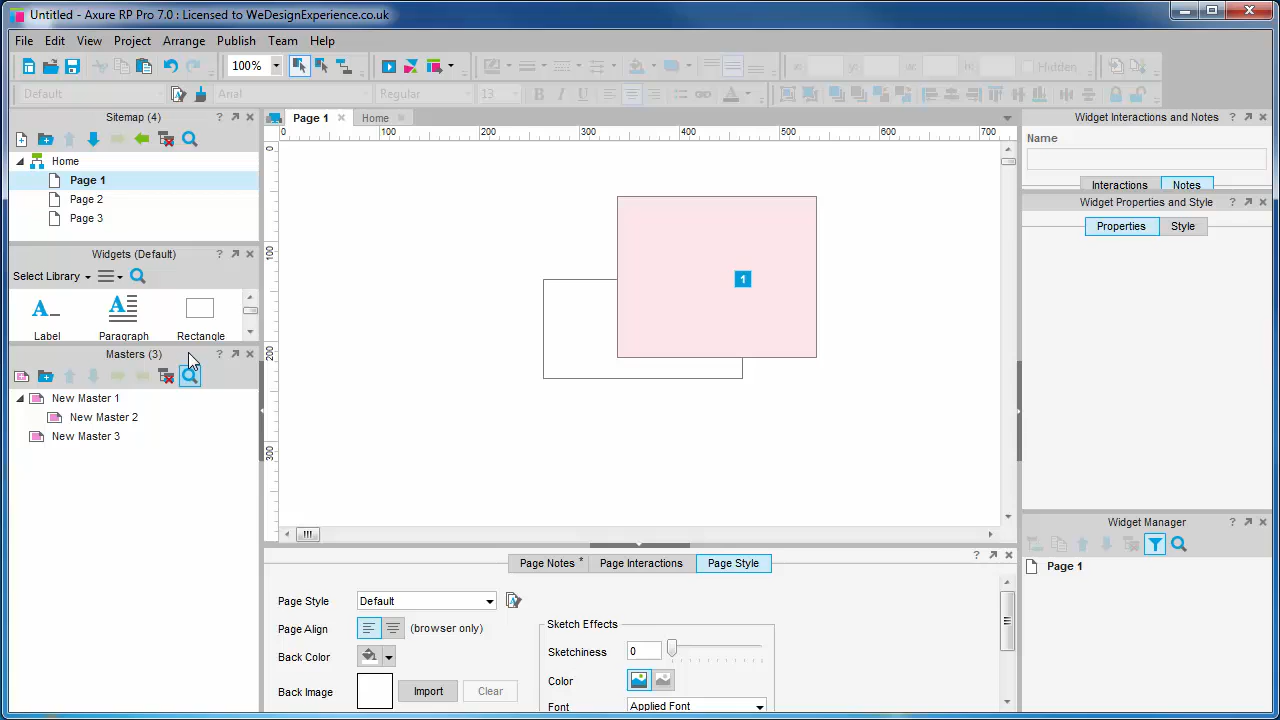 Untitled - Axure RP Pro 7.0 : Licensed to WeDesignExperience.co.uk
File Edit View Project Arrange Publish Team Help
100% Hidden
Default Arial Regular 13 B I U A
Sitemap (4) ?
Page 1 Home
Widget Interactions and Notes ?
0 100 200 300 400 500 600 700
Name
Home
Page 1
Page 2
Page 3
Interactions Notes
Widget Properties and Style ?
Properties Style
Widgets (Default) ?
Select Library
Label Paragraph Rectangle
1
0
100
200
300
Masters (3) ?
New Master 1
New Master 2
New Master 3
Widget Manager ?
Page 1
Page Notes * Page Interactions Page Style ?
Page Style Default
Page Align (browser only)
Back Color
Back Image Import Clear
Sketch Effects
Sketchiness 0
Color
Font Applied Font